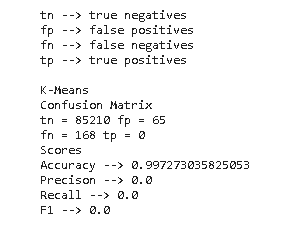 tn --> true negatives
fp --> false positives
fn --> false negatives
tp --> true positives
K-Means
Confusion Matrix
tn = 85210 fp = 65
fn = 168 tp = 0
Scores
Accuracy --> 0.997273035825053
Precison --> 0.0
Recall --> 0.0
F1 --> 0.0